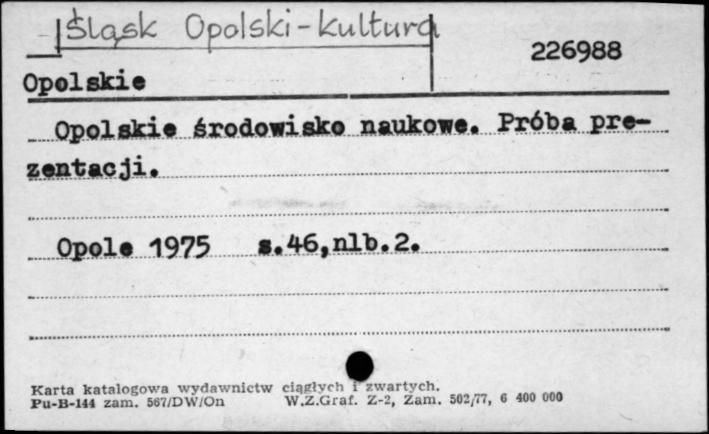 Śląsk Opolski - kultura
226988
Opolskie
Opolskie środowisko naukowe. Próba pre-
zentacji.
Opole 1975 s.46,nlb.2.
Karta katalogowa wydawnictw ciągłych i zwartych.
Pu-B-144 zam. 567/DW/On W.Z.Graf. Z-2, Zam. 502/77, 6 400 000